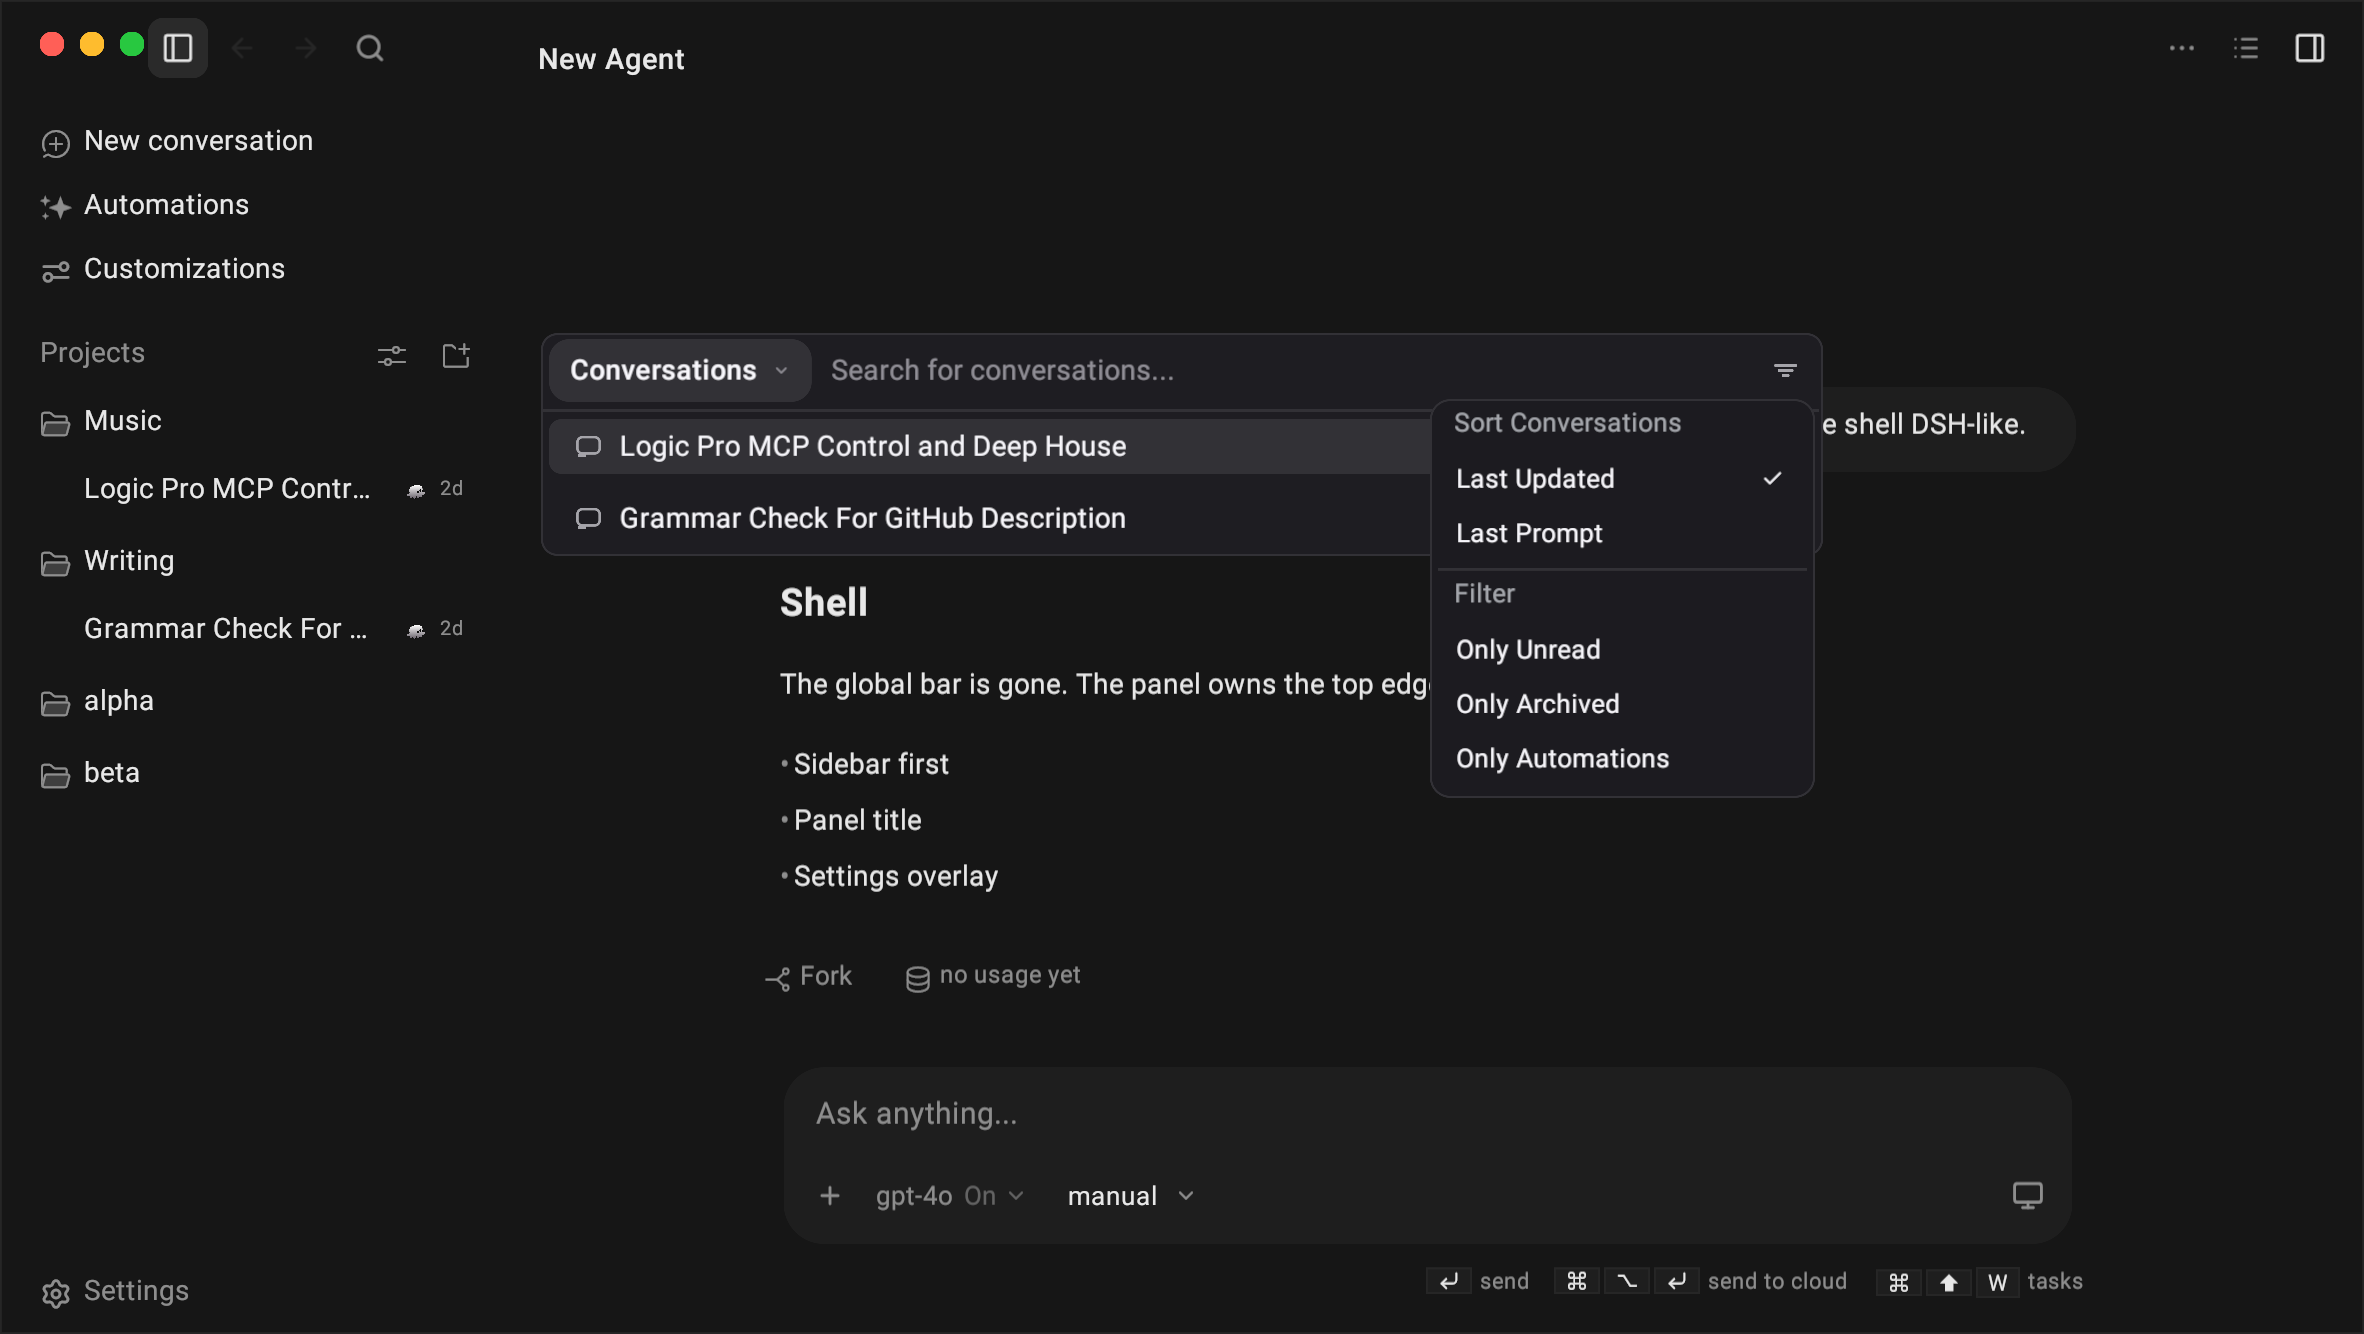 New Agent
New conversation
Automations
Customizations
Projects
Music
Logic Pro MCP Contr... 2d
Writing
Grammar Check For ... 2d
alpha
beta
Settings
Conversations Search for conversations...
Logic Pro MCP Control and Deep House
Grammar Check For GitHub Description
Sort Conversations
Last Updated
Last Prompt
Filter
Only Unread
Only Archived
Only Automations
e shell DSH-like.
Shell
The global bar is gone. The panel owns the top edg
• Sidebar first
• Panel title
• Settings overlay
Fork no usage yet
Ask anything...
gpt-4o On manual
send send to cloud W tasks